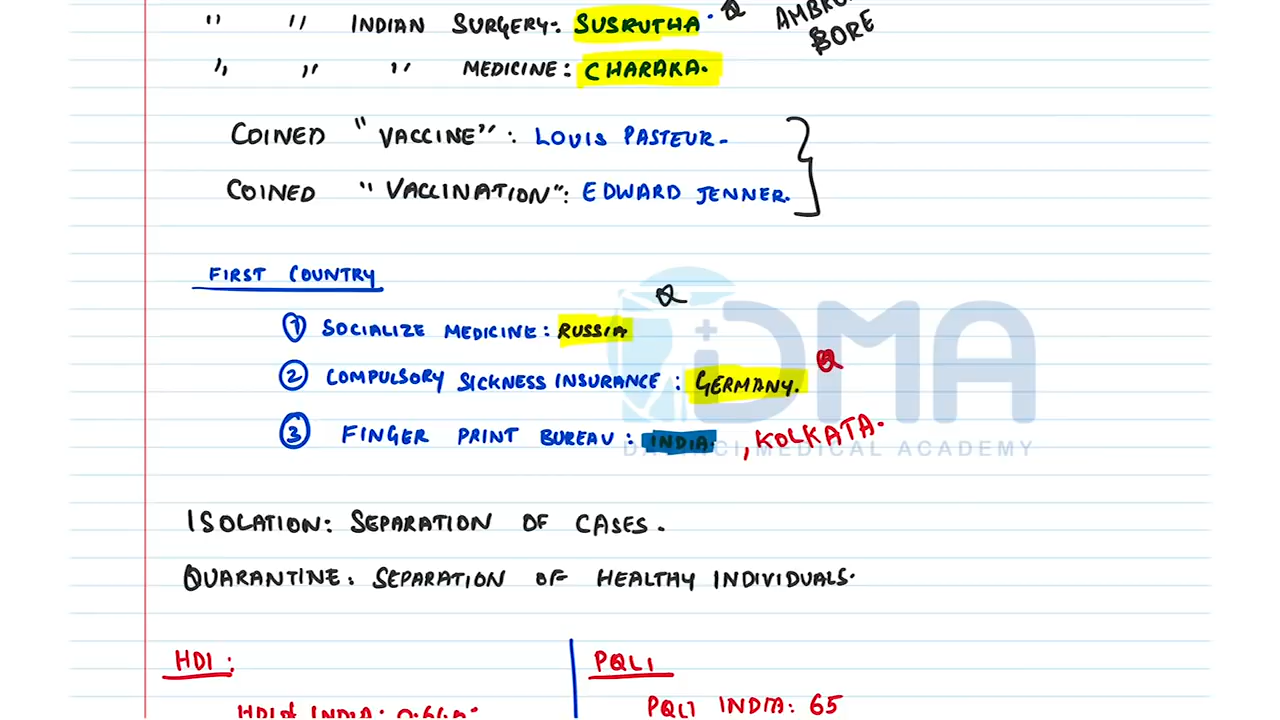 " " INDIAN SURGERY: SUSRUTHA. Q
BORE
" " " MEDICINE: CHARAKA.
COINED "VACCINE": LOUIS PASTEUR.
COINED "VACCINATION": EDWARD JENNER.
FIRST COUNTRY
Q
① SOCIALIZE MEDICINE: RUSSIA
② COMPULSORY SICKNESS INSURANCE: GERMANY. Q
③ FINGER PRINT BUREAU: INDIA, KOLKATA.
DMA
MEDICAL ACADEMY
ISOLATION: SEPARATION OF CASES.
QUARANTINE: SEPARATION OF HEALTHY INDIVIDUALS.
HDI:
PQLI
INDIA:
PQLI INDIA: 65